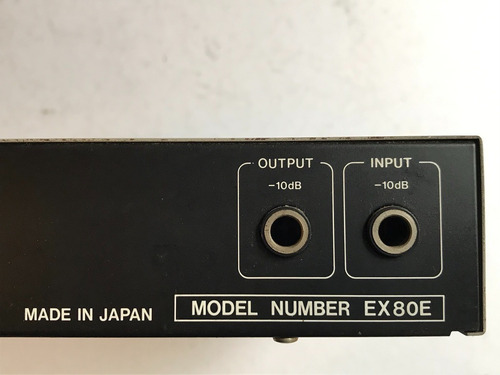 OUTPUT
-10dB
INPUT
-10dB
MADE IN JAPAN
MODEL NUMBER EX80E